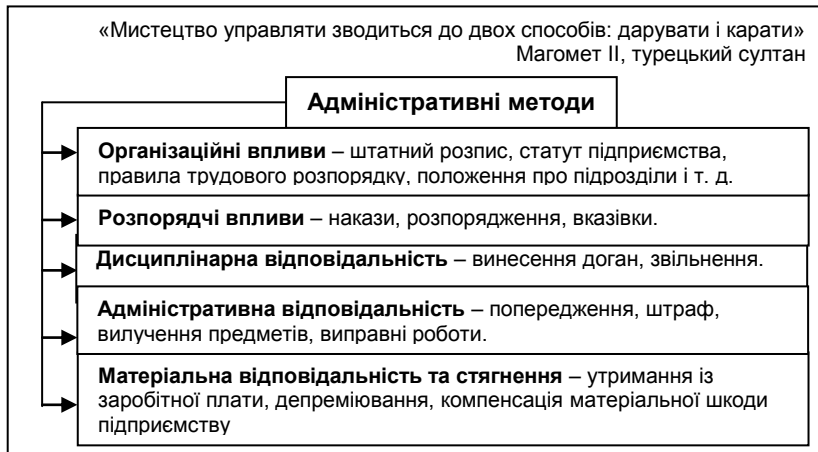 «Мистецтво управляти зводиться до двох способів: дарувати і карати»
Магомет II, турецький султан
Адміністративні методи
Організаційні впливи – штатний розпис, статут підприємства,
правила трудового розпорядку, положення про підрозділи і т. д.
Розпорядчі впливи – накази, розпорядження, вказівки.
Дисциплінарна відповідальність – винесення доган, звільнення.
Адміністративна відповідальність – попередження, штраф,
вилучення предметів, виправні роботи.
Матеріальна відповідальність та стягнення – утримання із
заробітної плати, депреміювання, компенсація матеріальної шкоди
підприємству